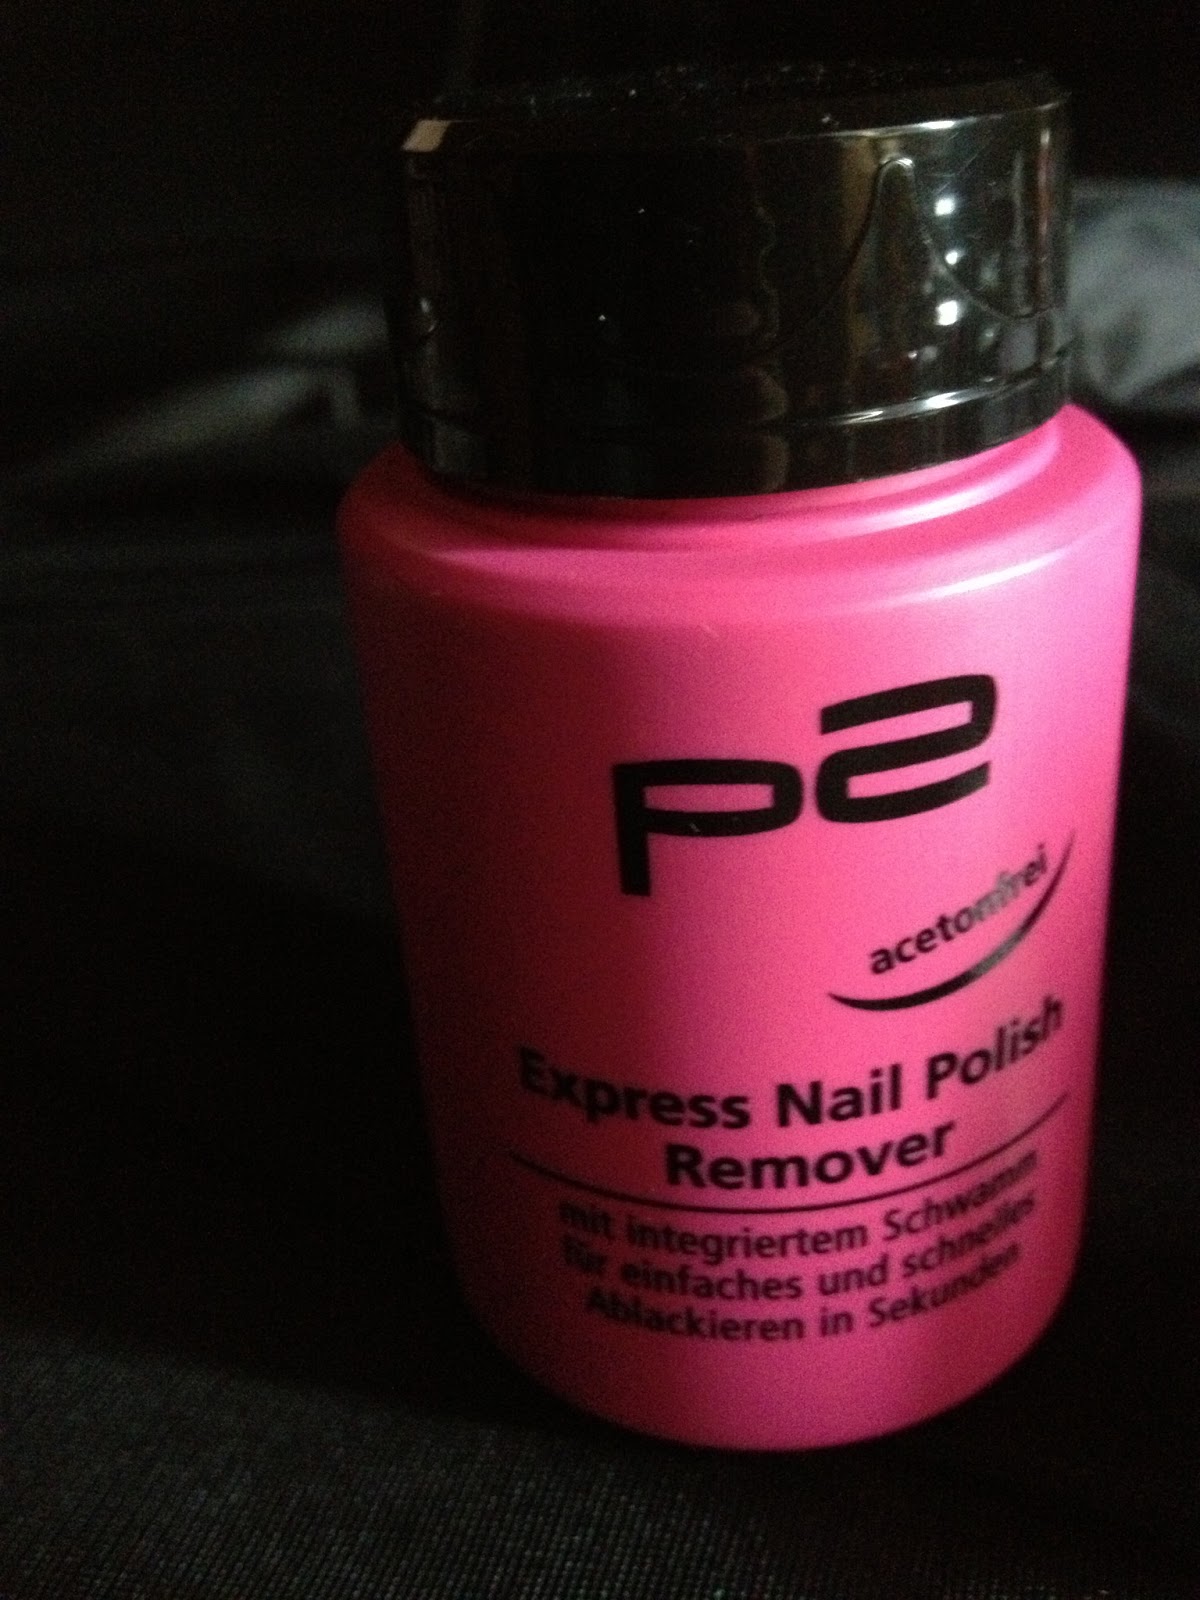 p2
acetonfrei
Express Nail Polish
Remover
mit integriertem Schwamm
für einfaches und schnelles
Ablackieren in Sekunden